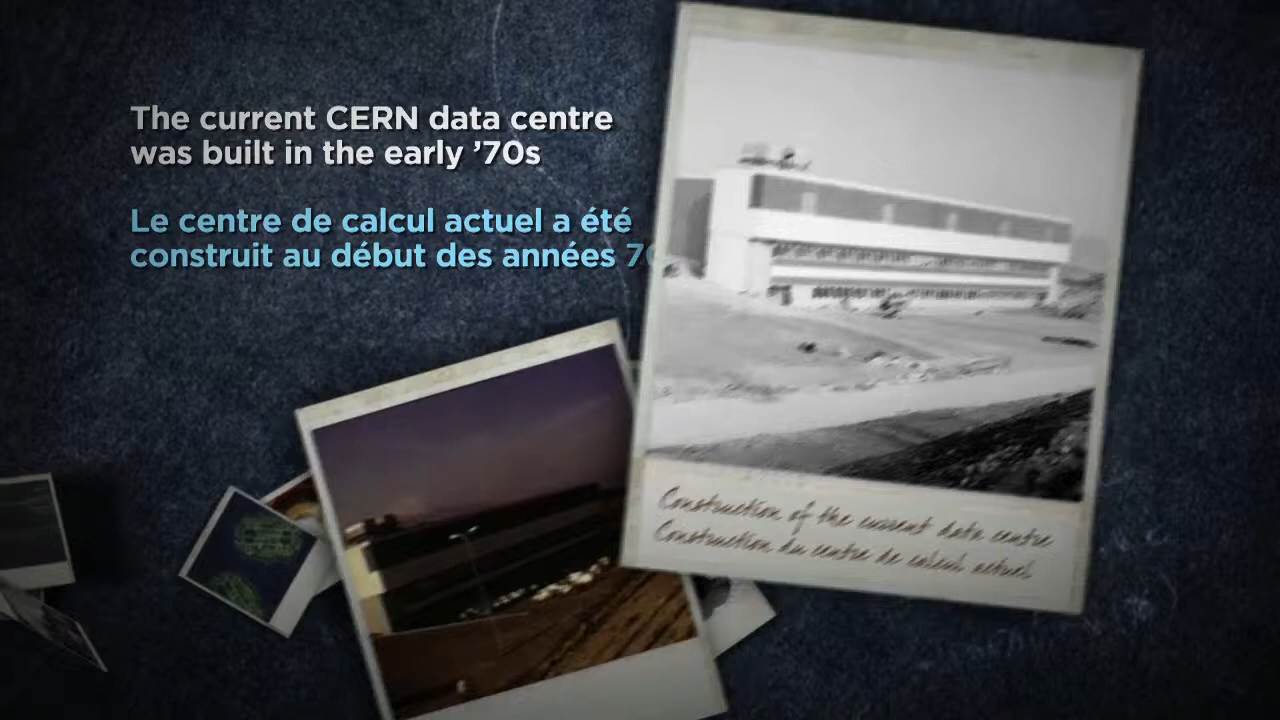 The current CERN data centre
was built in the early ’70s
Le centre de calcul actuel a été
construit au début des années 70
Construction of the current data centre
Construction du centre de calcul actuel